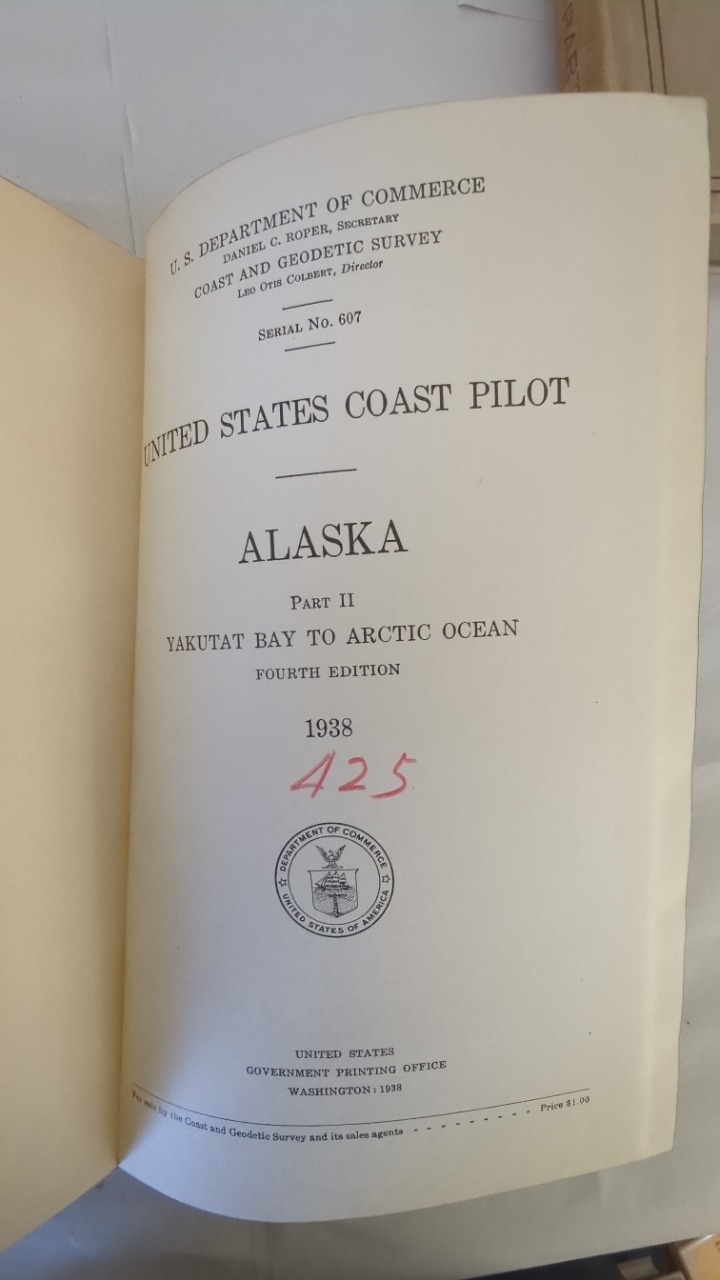 U. S. DEPARTMENT OF COMMERCE
DANIEL C. ROPER, SECRETARY
COAST AND GEODETIC SURVEY
LEO OTIS COLBERT, Director
SERIAL NO. 607
UNITED STATES COAST PILOT
ALASKA
PART II
YAKUTAT BAY TO ARCTIC OCEAN
FOURTH EDITION
1938
425
DEPARTMENT OF COMMERCE
UNITED STATES OF AMERICA
UNITED STATES
GOVERNMENT PRINTING OFFICE
WASHINGTON : 1938
For sale by the Coast and Geodetic Survey and its sales agents - - - - - - - - - Price $1.00